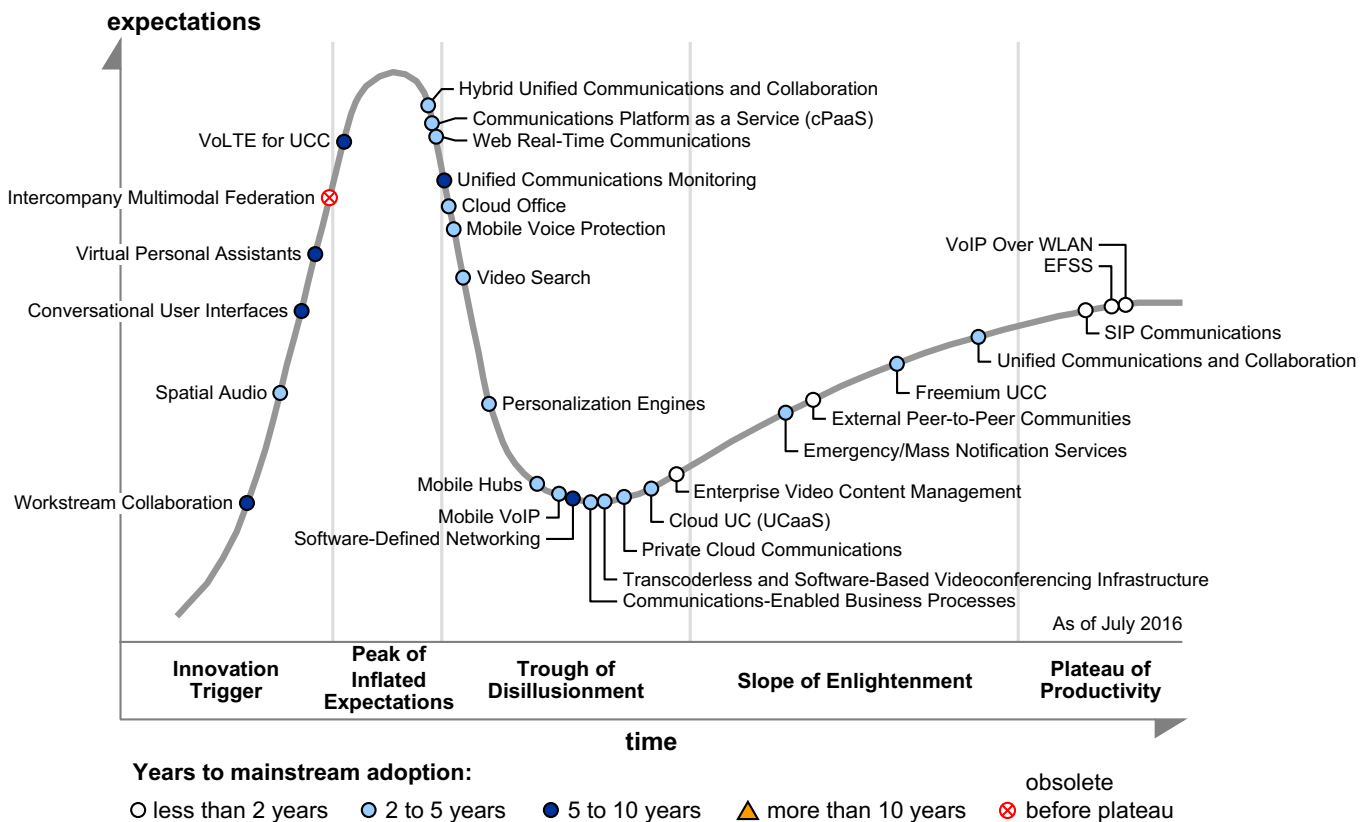 expectations
Hybrid Unified Communications and Collaboration
Communications Platform as a Service (cPaaS)
VoLTE for UCC
Web Real-Time Communications
Unified Communications Monitoring
Intercompany Multimodal Federation
Cloud Office
Mobile Voice Protection
Virtual Personal Assistants
VoIP Over WLAN
EFSS
Video Search
Conversational User Interfaces
SIP Communications
Unified Communications and Collaboration
Spatial Audio
Freemium UCC
Personalization Engines
External Peer-to-Peer Communities
Emergency/Mass Notification Services
Mobile Hubs
Enterprise Video Content Management
Workstream Collaboration
Mobile VoIP
Cloud UC (UCaaS)
Software-Defined Networking
Private Cloud Communications
Transcoderless and Software-Based Videoconferencing Infrastructure
Communications-Enabled Business Processes
As of July 2016
Innovation
Trigger
Peak of
Inflated
Expectations
Trough of
Disillusionment
Slope of Enlightenment
Plateau of
Productivity
time
Years to mainstream adoption:
less than 2 years
2 to 5 years
5 to 10 years
more than 10 years
obsolete
before plateau